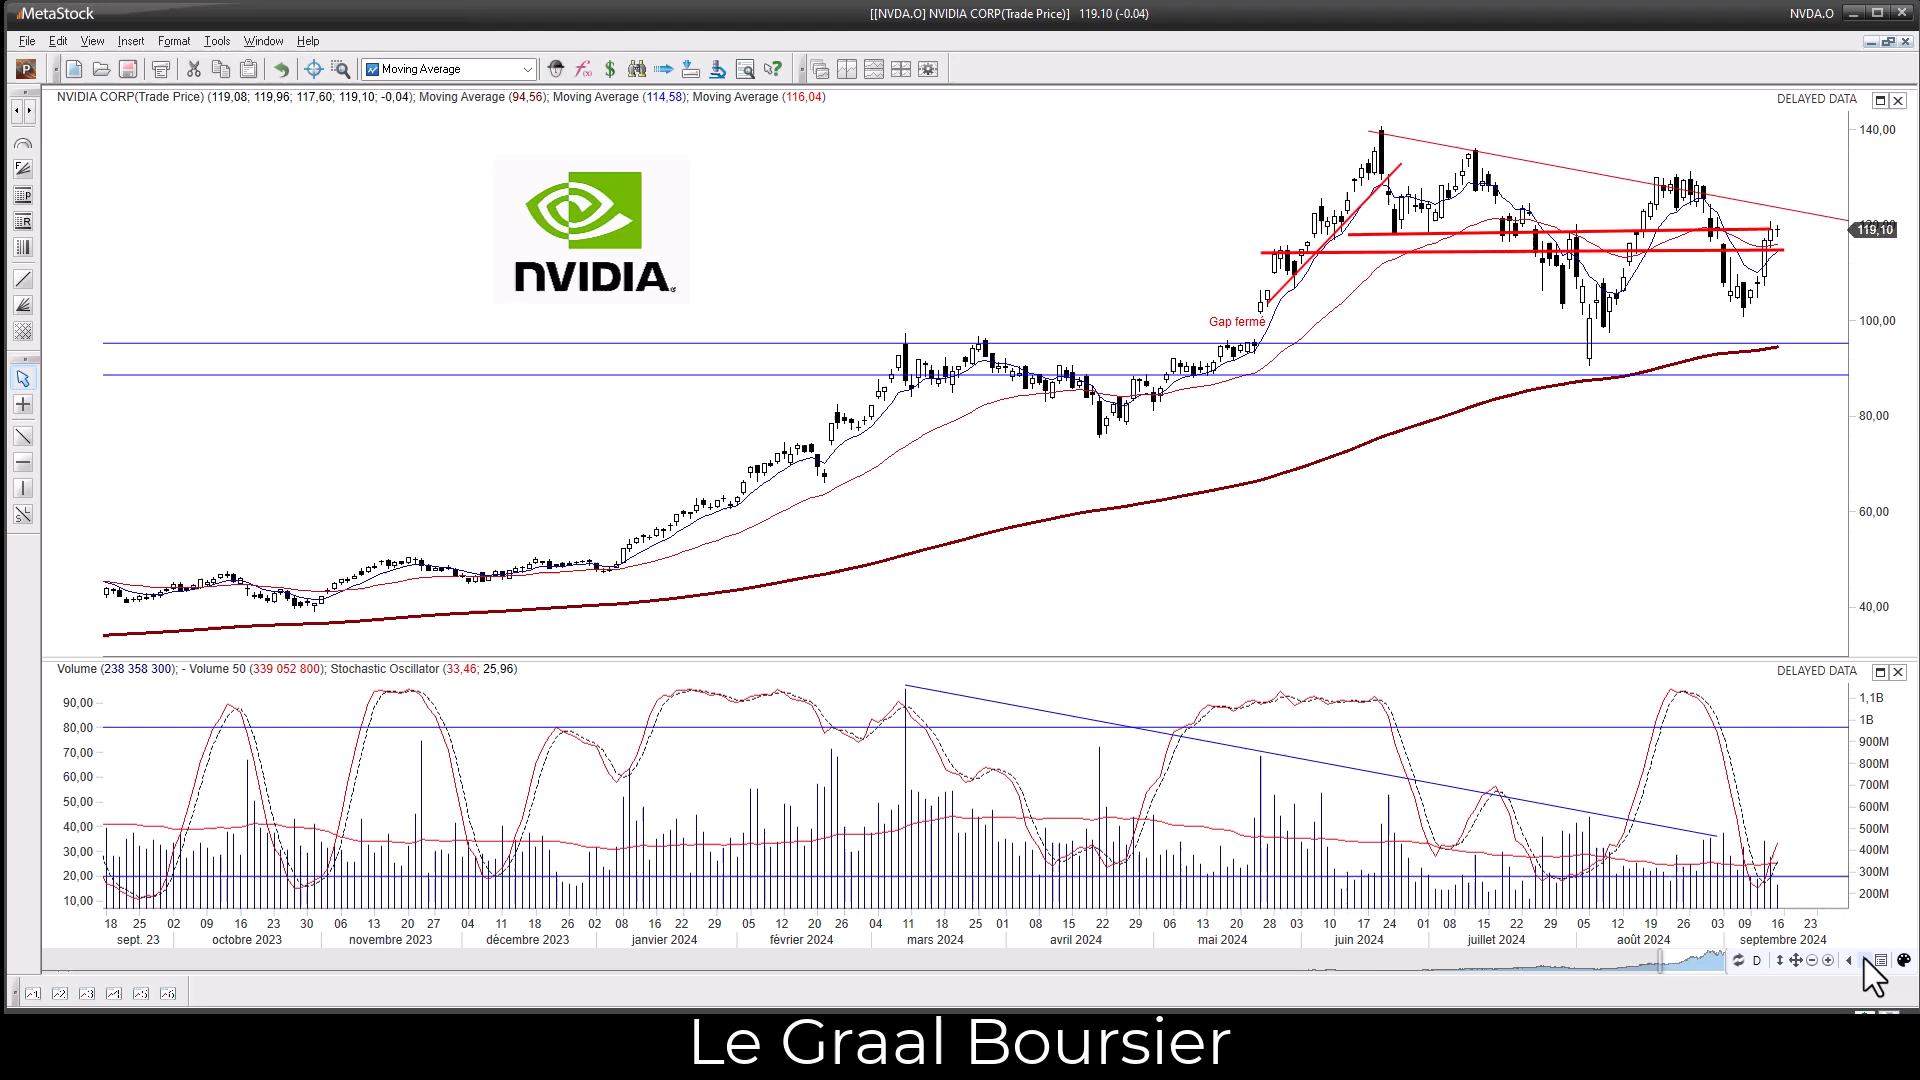 MetaStock
[[NVDA.O] NVIDIA CORP(Trade Price)] 119.10 (-0.04)
NVDA.O
File Edit View Insert Format Tools Window Help
Moving Average
NVIDIA CORP(Trade Price) (119,08; 119,96; 117,60; 119,10; -0,04); Moving Average (94,56); Moving Average (114,58); Moving Average (116,04)
DELAYED DATA
140,00
NVIDIA
119,10
Gap fermé
100,00
80,00
60,00
40,00
Volume (238 358 300); - Volume 50 (339 052 800); Stochastic Oscillator (33,46; 25,96)
DELAYED DATA
90,00 1,1B
80,00 1B
70,00 900M
60,00 800M
50,00 700M
40,00 600M
30,00 500M
20,00 400M
10,00 300M
200M
18 25 02 09 16 23 30 06 13 20 27 04 11 18 26 02 08 16 22 29 05 12 20 26 04 11 18 25 01 08 15 22 29 06 13 20 28 03 10 17 24 01 08 15 22 29 05 12 19 26 03 09 16 23
sept. 23 octobre 2023 novembre 2023 décembre 2023 janvier 2024 février 2024 mars 2024 avril 2024 mai 2024 juin 2024 juillet 2024 août 2024 septembre 2024
D
1 2 3 4 5 6
Le Graal Boursier